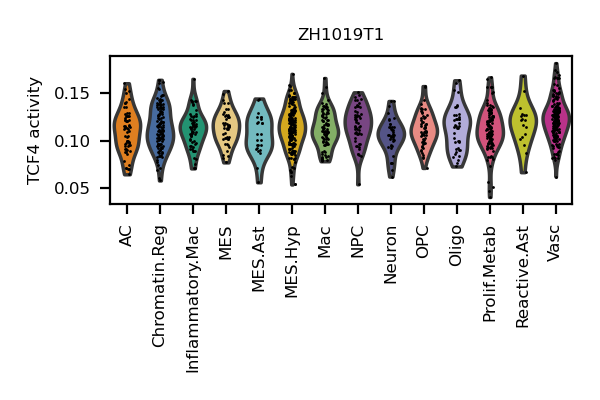 ZH1019T1
TCF4 activity
0.15
0.10
0.05
AC
Chromatin.Reg
Inflammatory.Mac
MES
MES.Ast
MES.Hyp
Mac
NPC
Neuron
OPC
Oligo
Prolif.Metab
Reactive.Ast
Vasc